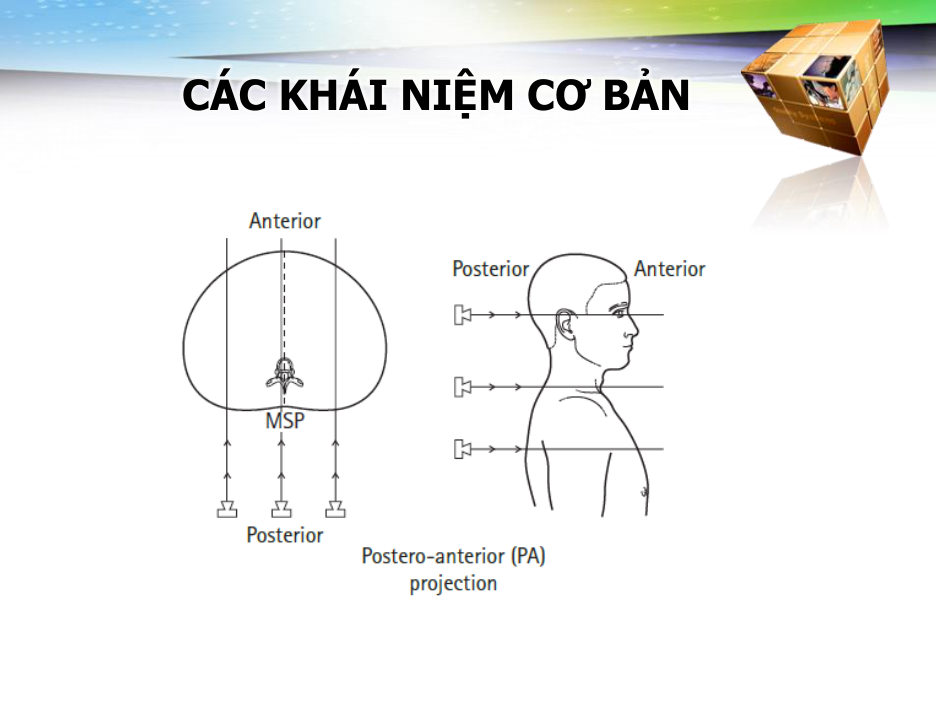 CÁC KHÁI NIỆM CƠ BẢN
Anterior
MSP
Posterior
Posterior
Anterior
Postero-anterior (PA)
projection